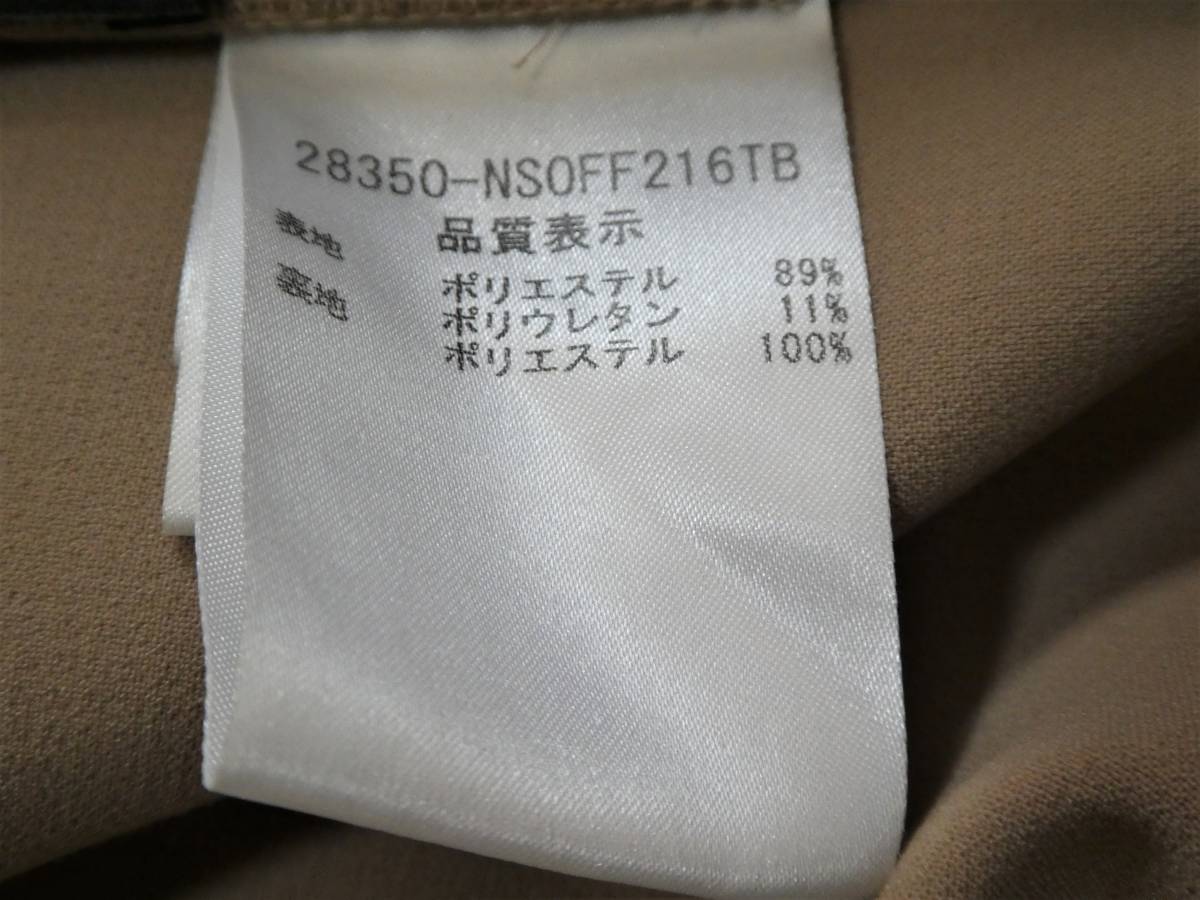 28350-NSOFF216TB
品質表示
表地 ポリエステル 89%
ポリウレタン 11%
裏地 ポリエステル 100%